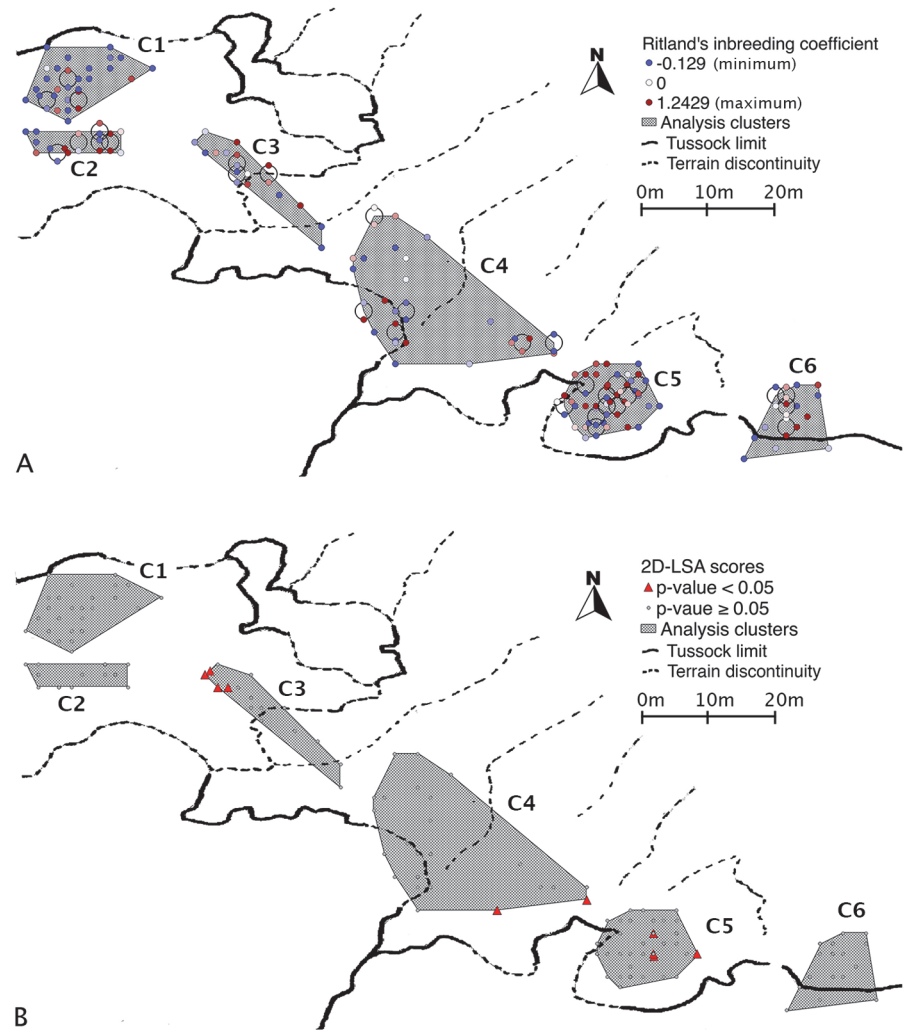 C1
Ritland's inbreeding coefficient
-0.129 (minimum)
0
1.2429 (maximum)
Analysis clusters
Tussock limit
Terrain discontinuity
N
0m 10m 20m
C2
C3
C4
C5
C6
A
C1
2D-LSA scores
p-value < 0.05
p-vaue ≥ 0.05
Analysis clusters
Tussock limit
Terrain discontinuity
N
0m 10m 20m
C2
C3
C4
C5
C6
B